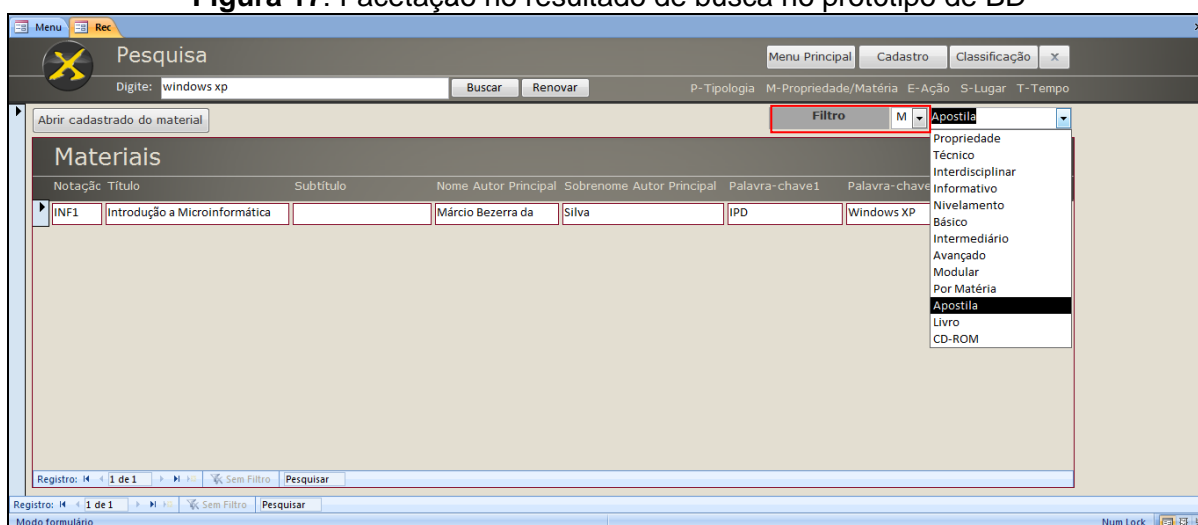 Figura 17. Facetação no resultado de busca no protótipo de BD
Menu Rec x
Pesquisa Menu Principal Cadastro Classificação x
Digite: windows xp Buscar Renovar P-Tipologia M-Propriedade/Matéria E-Ação S-Lugar T-Tempo
Abrir cadastrado do material Filtro M Apostila
Propriedade
Técnico
Interdisciplinar
Informativo
Nivelamento
Básico
Intermediário
Avançado
Modular
Por Matéria
Apostila
Livro
CD-ROM
Materiais
Notação Título Subtítulo Nome Autor Principal Sobrenome Autor Principal Palavra-chave1 Palavra-chave
INF1 Introdução a Microinformática Márcio Bezerra da Silva IPD Windows XP
Registro: 1 de 1 Sem Filtro Pesquisar
Registro: 1 de 1 Sem Filtro Pesquisar
Modo formulário Num Lock